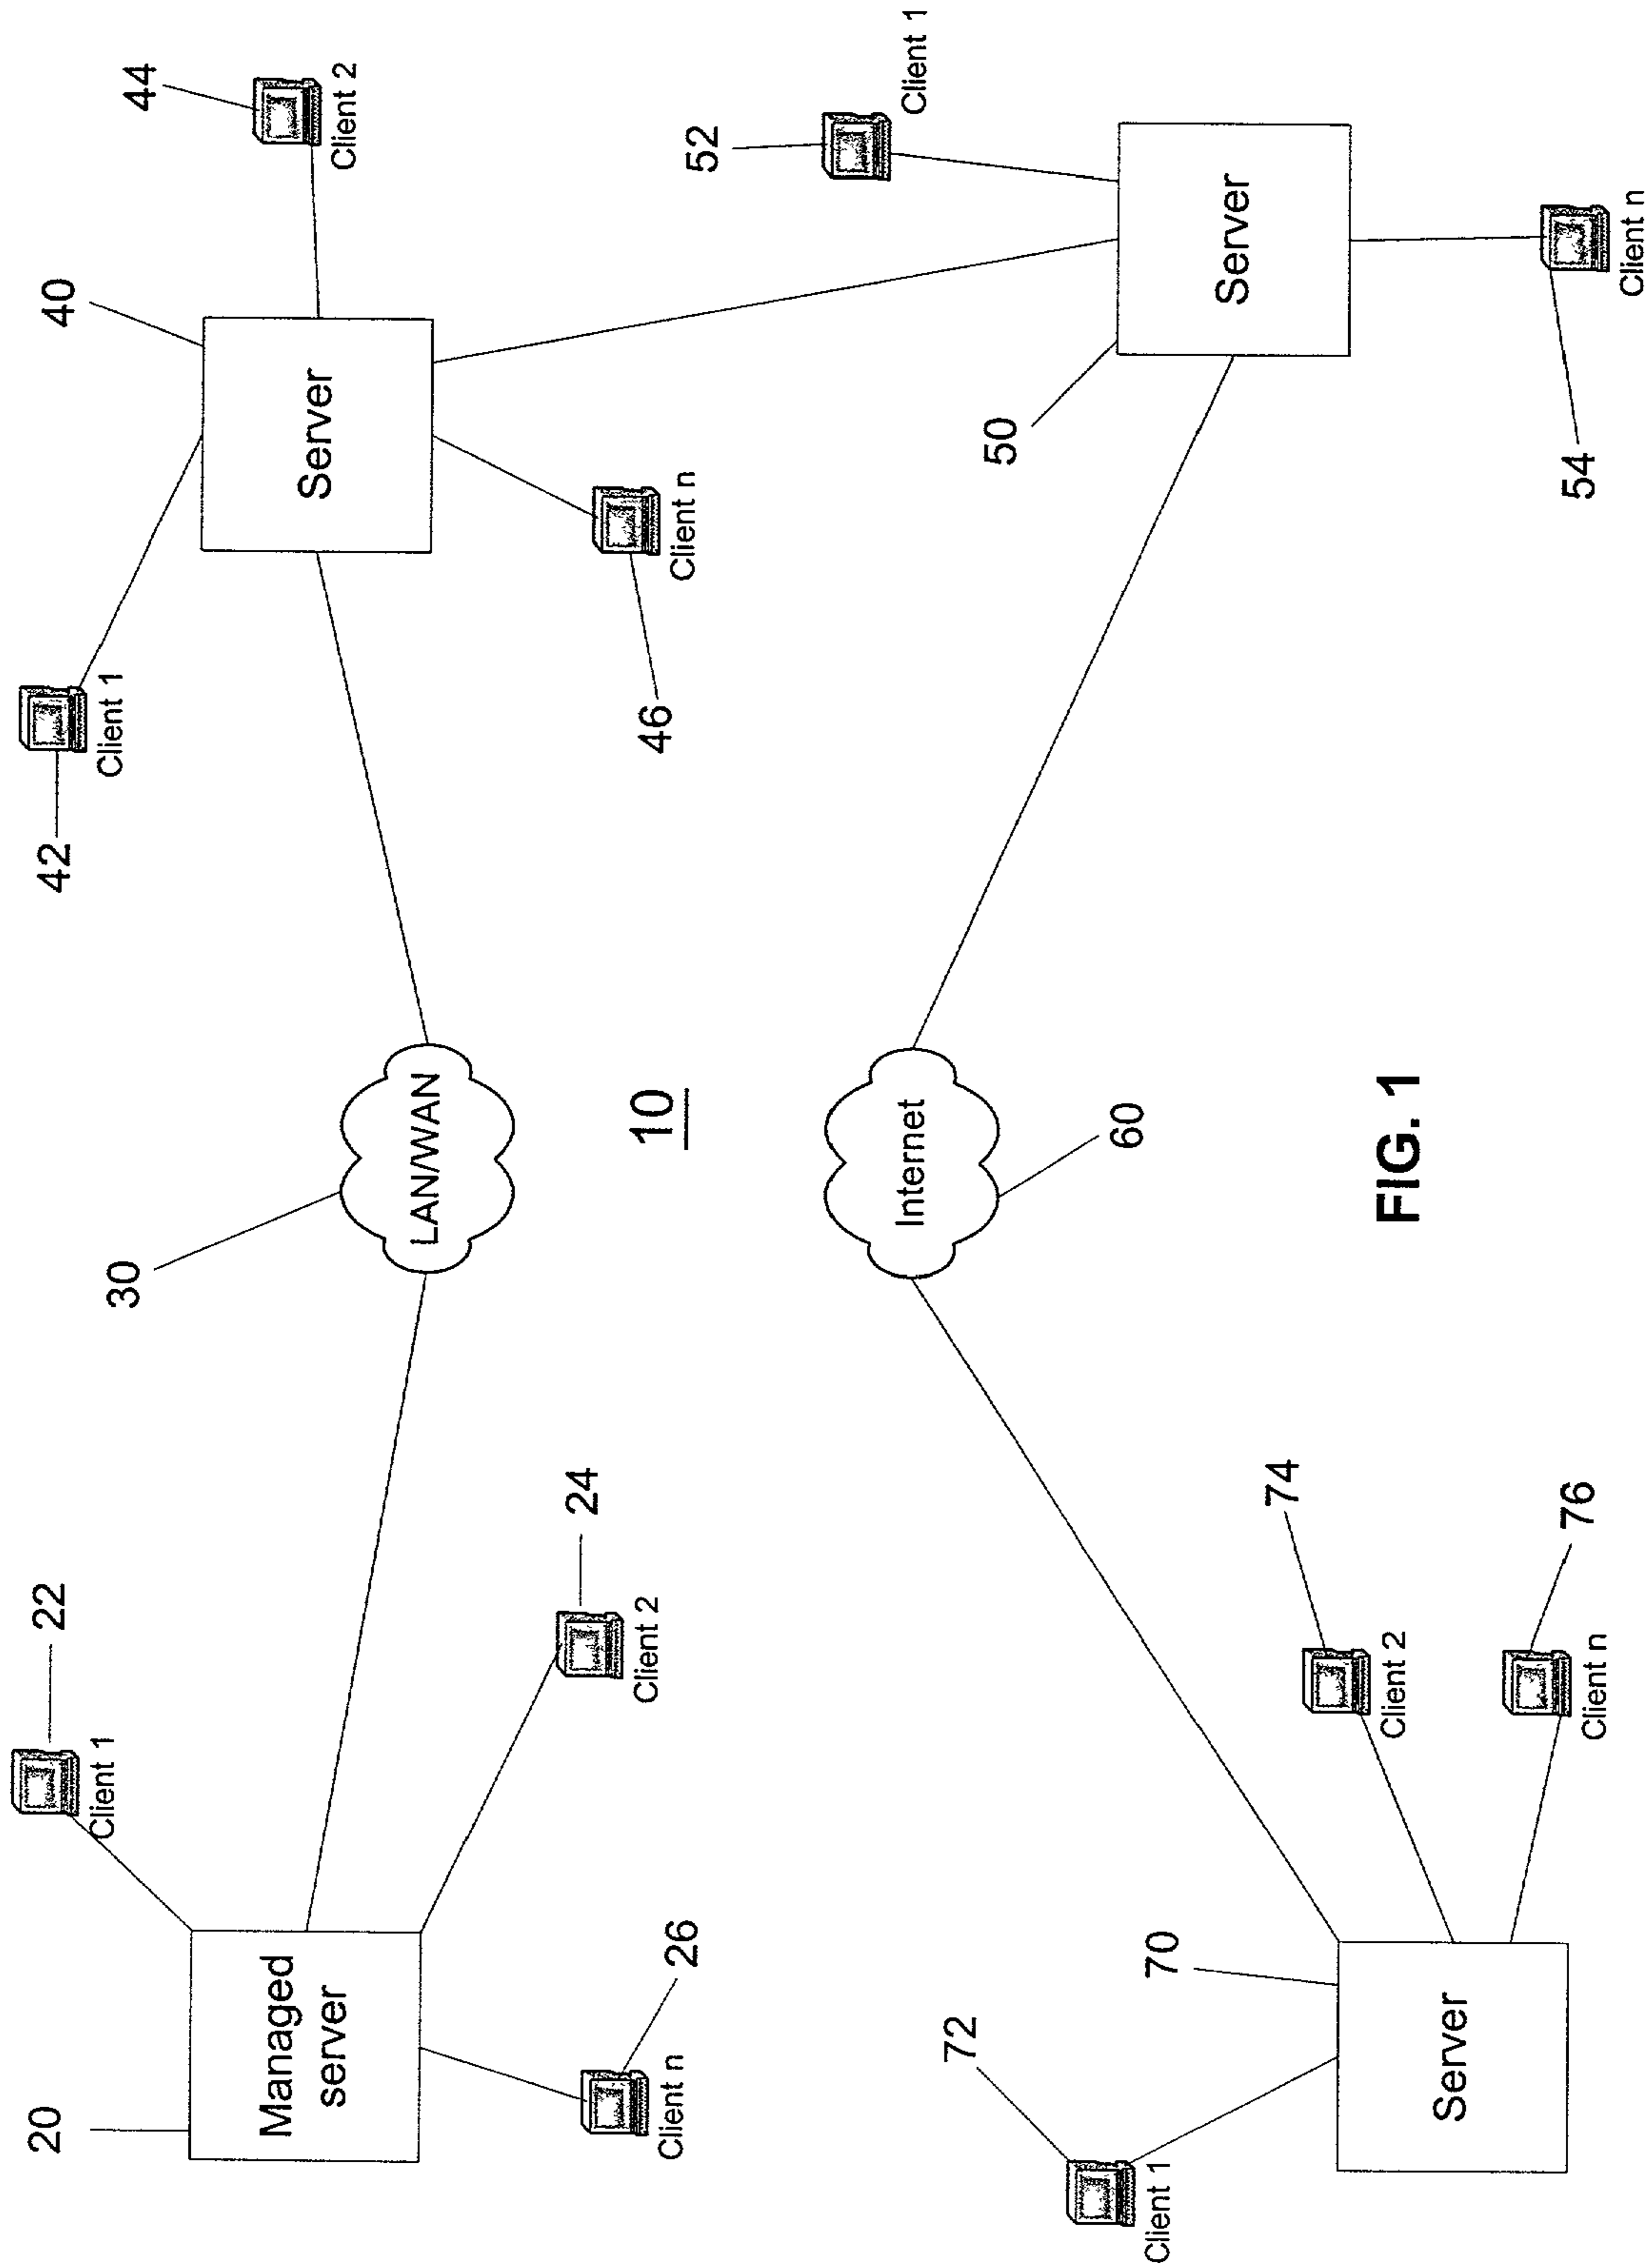 20
Managed
server
22
Client 1
24
Client 2
26
Client n
30
LAN/WAN
42
Client 1
40
Server
44
Client 2
46
Client n
10
72
Client 1
70
Server
74
Client 2
76
Client n
Internet
60
50
Server
52
Client 1
54
Client n
FIG. 1